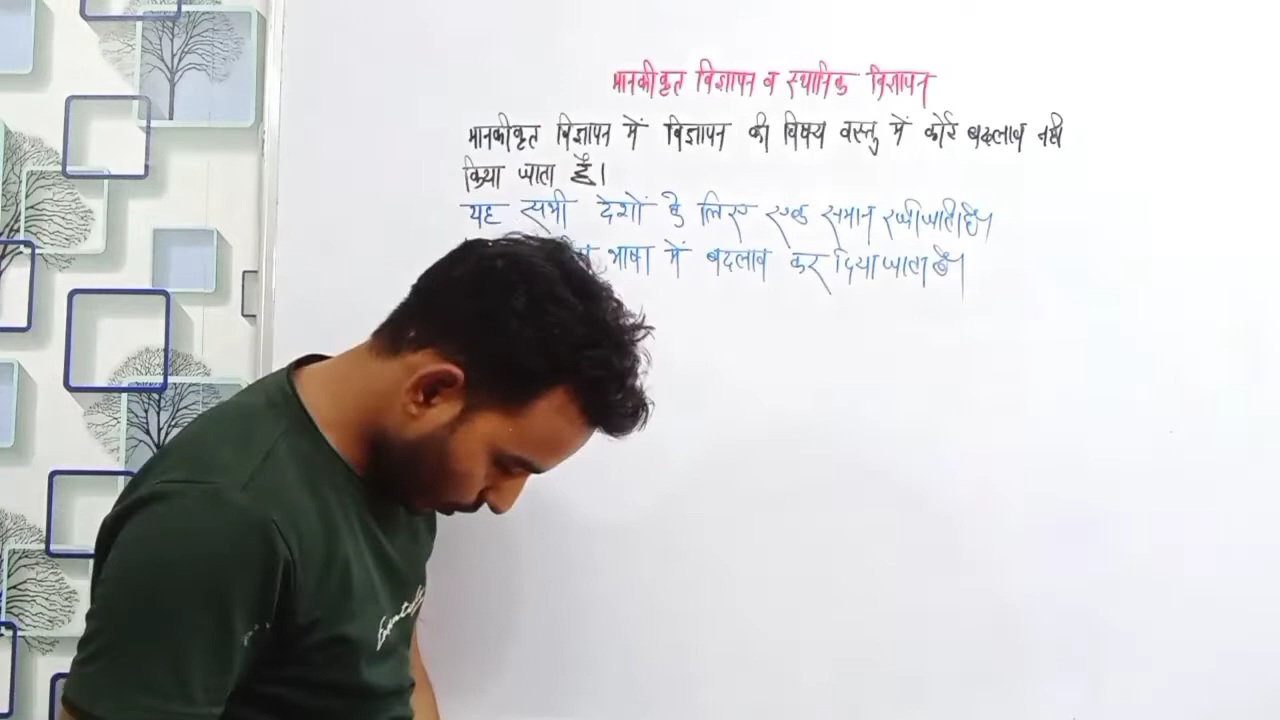 मानकीकृत विज्ञापन व स्थानिक विज्ञापन
मानकीकृत विज्ञापन में विज्ञापन की विषय वस्तु में कोई बदलाव नही
किया जाता है।
यह सभी देशों के लिए एक समान रखी जाती है।
भाषा में बदलाव कर दिया जाता है।